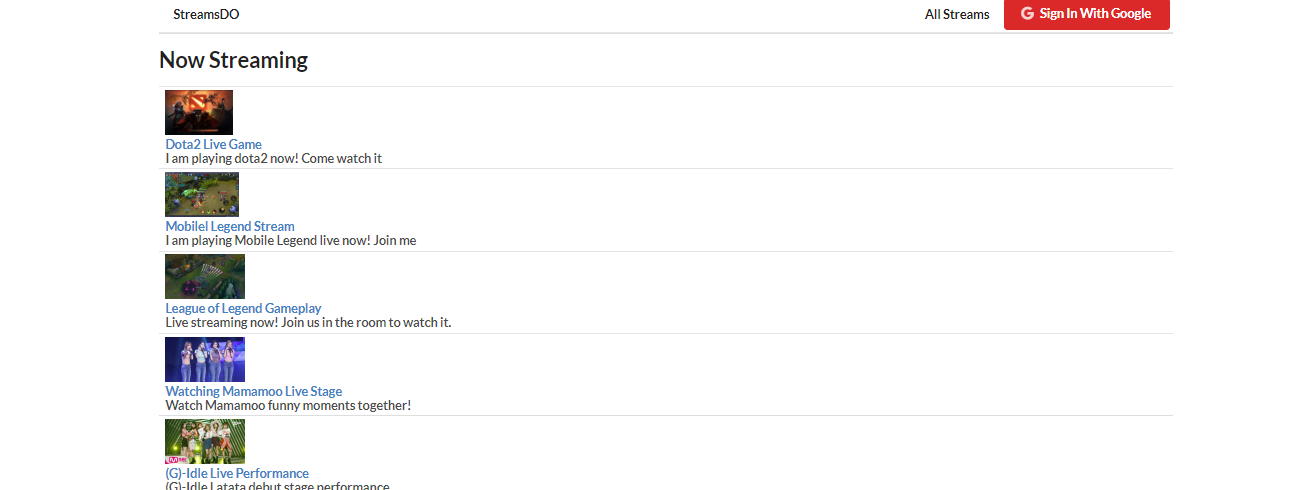 StreamsDO
All Streams
Sign In With Google
Now Streaming
Dota2 Live Game
I am playing dota2 now! Come watch it
Mobilel Legend Stream
I am playing Mobile Legend live now! Join me
League of Legend Gameplay
Live streaming now! Join us in the room to watch it.
Watching Mamamoo Live Stage
Watch Mamamoo funny moments together!
(G)-Idle Live Performance
(G)-Idle Latata debut stage performance